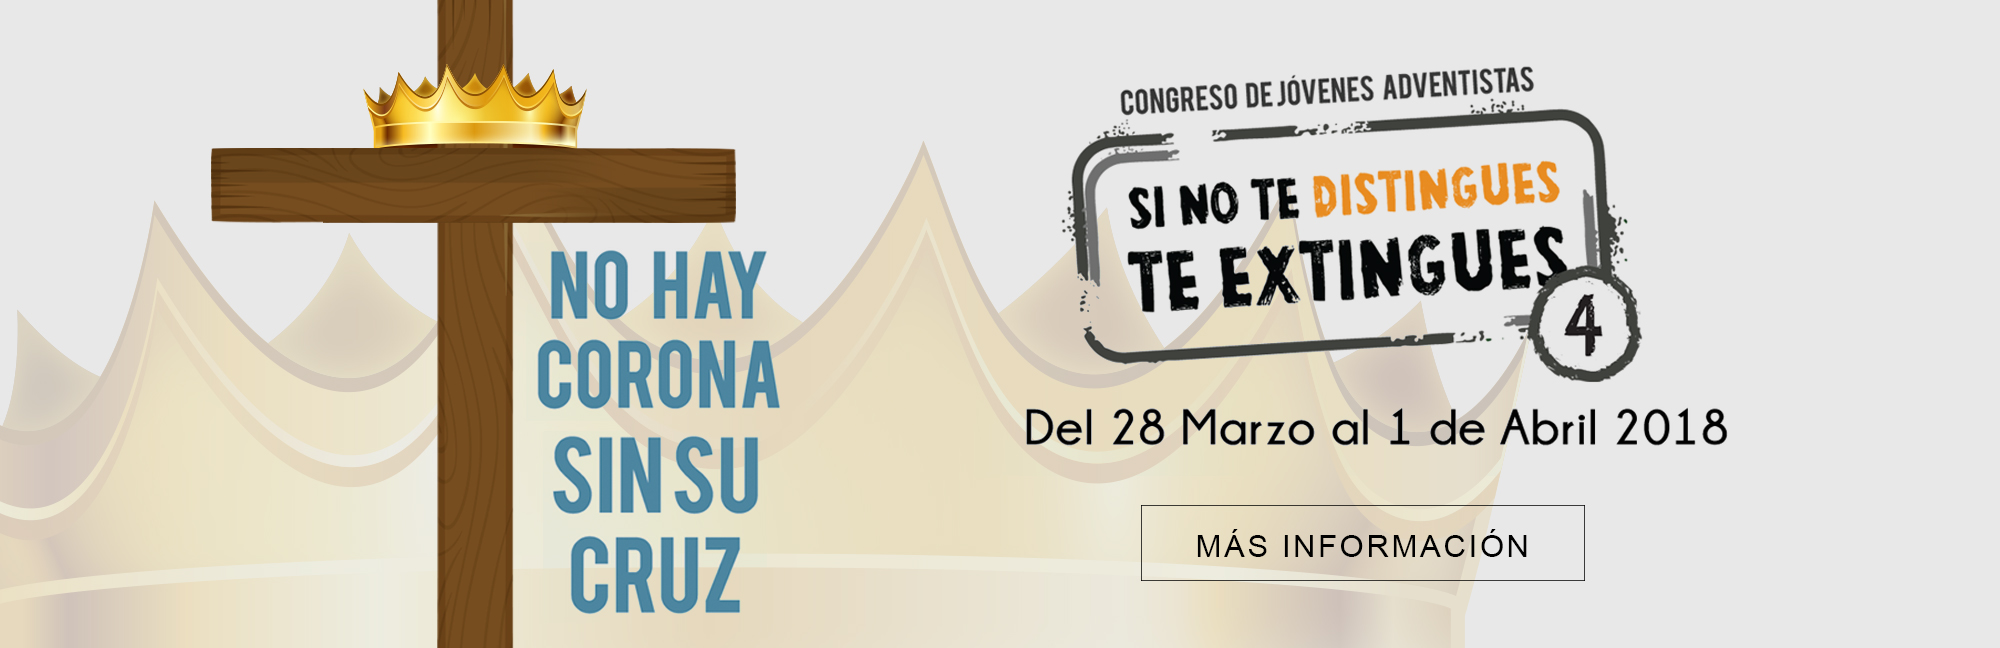 NO HAY
CORONA
SIN SU
CRUZ
CONGRESO DE JÓVENES ADVENTISTAS
SI NO TE DISTINGUES
TE EXTINGUES
4
Del 28 Marzo al 1 de Abril 2018
MÁS INFORMACIÓN